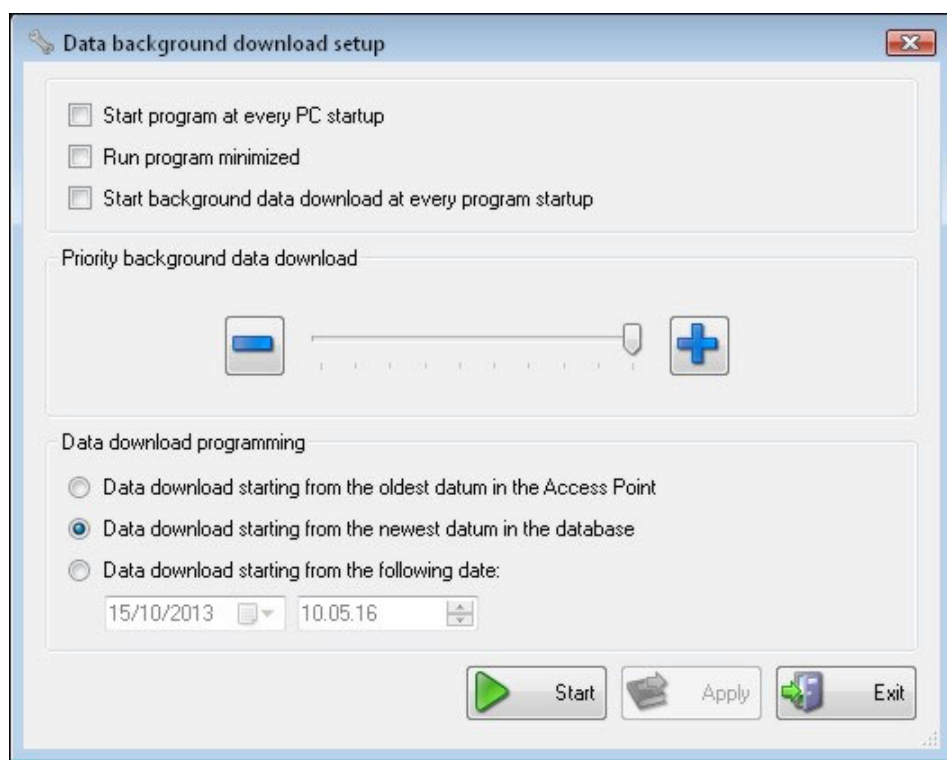 Data background download setup
Start program at every PC startup
Run program minimized
Start background data download at every program startup
Priority background data download
Data download programming
Data download starting from the oldest datum in the Access Point
Data download starting from the newest datum in the database
Data download starting from the following date:
15/10/2013 10.05.16
Start Apply Exit